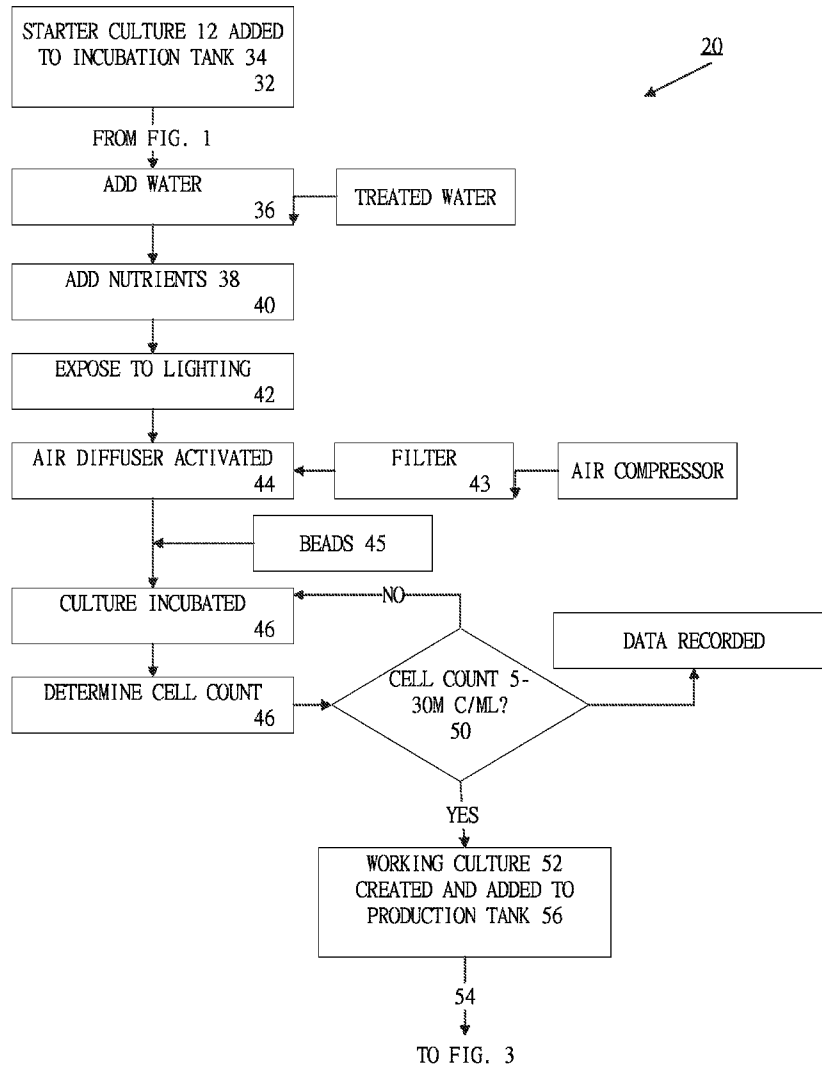 STARTER CULTURE 12 ADDED
TO INCUBATION TANK 34
32
20
FROM FIG. 1
ADD WATER
36
TREATED WATER
ADD NUTRIENTS 38
40
EXPOSE TO LIGHTING
42
AIR DIFFUSER ACTIVATED
44
FILTER
43
AIR COMPRESSOR
BEADS 45
CULTURE INCUBATED
46
NO
DATA RECORDED
DETERMINE CELL COUNT
46
CELL COUNT 5-
30M C/ML?
50
YES
WORKING CULTURE 52
CREATED AND ADDED TO
PRODUCTION TANK 56
54
TO FIG. 3